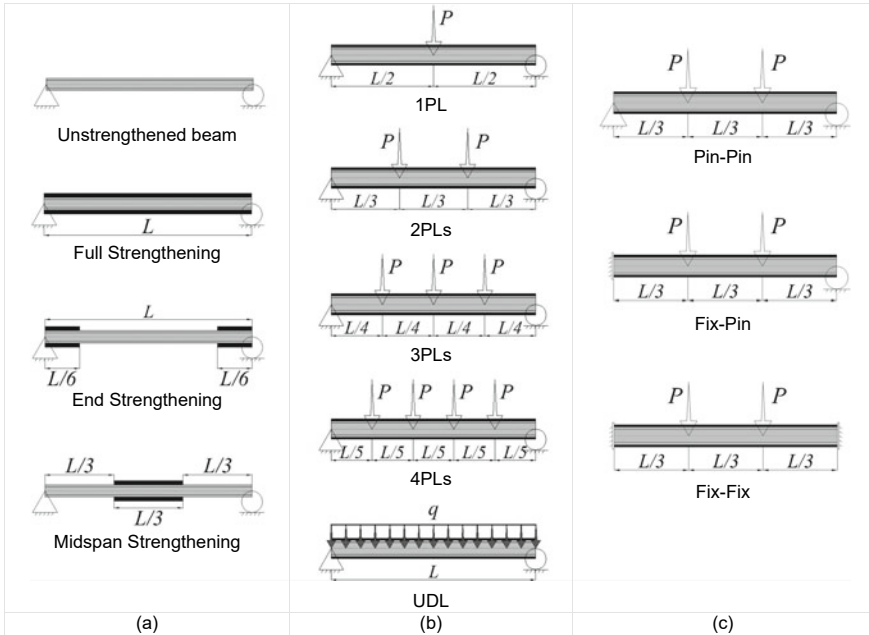 Unstrengthened beam
L
Full Strengthening
L
L/6 L/6
End Strengthening
L/3 L/3
L/3
Midspan Strengthening
(a)
P
L/2 L/2
1PL
P P
L/3 L/3 L/3
2PLs
P P P
L/4 L/4 L/4 L/4
3PLs
P P P P
L/5 L/5 L/5 L/5 L/5
4PLs
q
L
UDL
(b)
P P
L/3 L/3 L/3
Pin-Pin
P P
L/3 L/3 L/3
Fix-Pin
P P
L/3 L/3 L/3
Fix-Fix
(c)